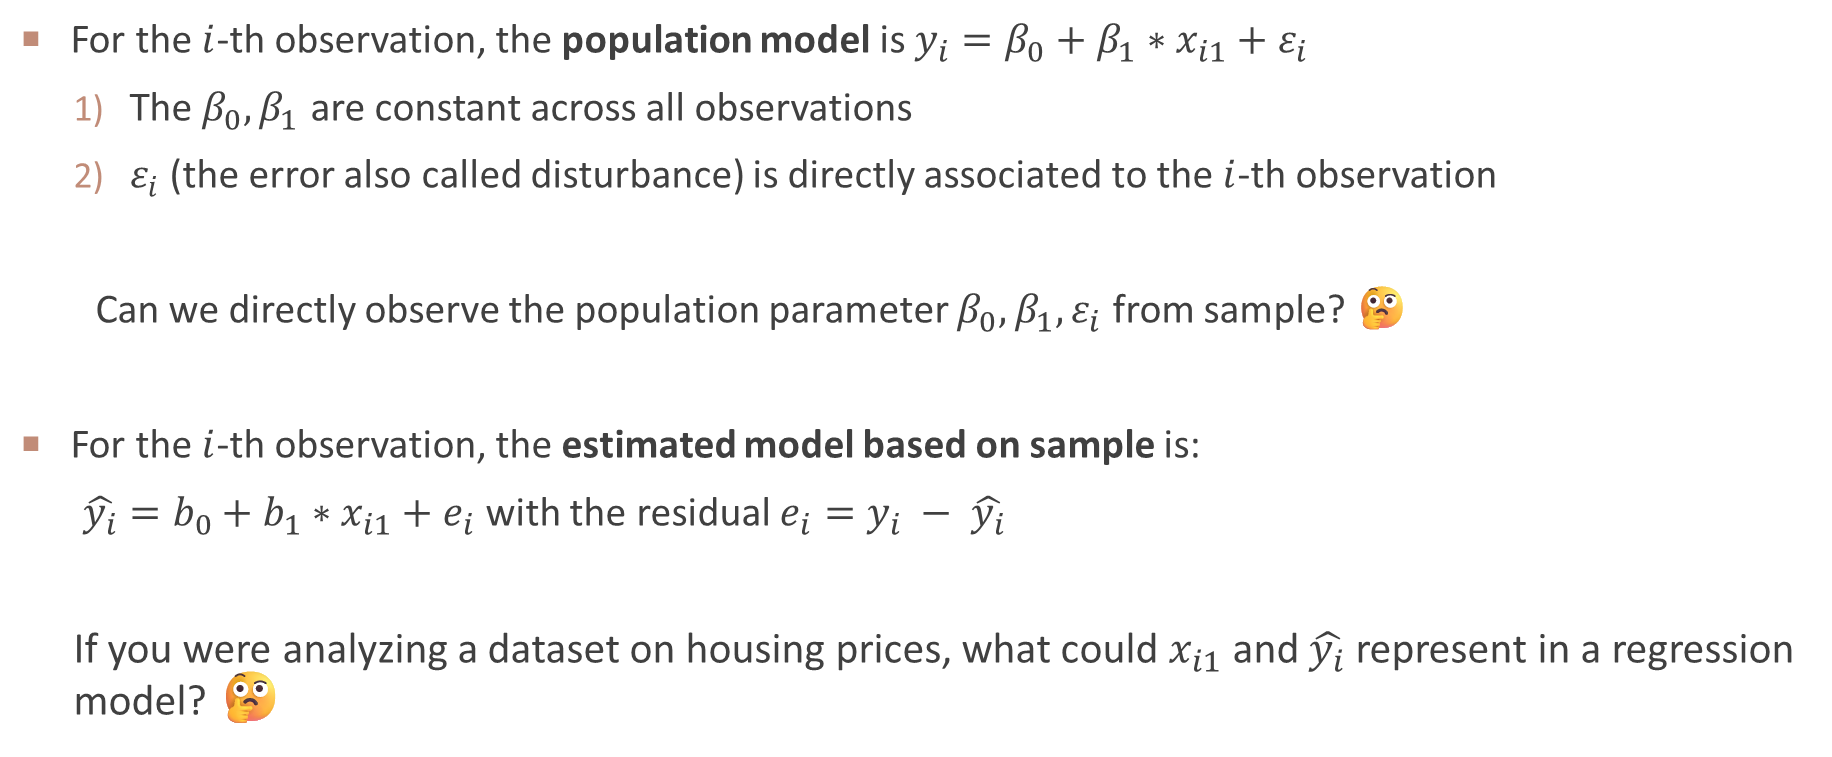 ▪ For the 𝑖-th observation, the population model is 𝑦ᵢ = 𝛽₀ + 𝛽₁ * 𝑥ᵢ₁ + 𝜀ᵢ
1) The 𝛽₀, 𝛽₁ are constant across all observations
2) 𝜀ᵢ (the error also called disturbance) is directly associated to the 𝑖-th observation
Can we directly observe the population parameter 𝛽₀, 𝛽₁, 𝜀ᵢ from sample? 🤔
▪ For the 𝑖-th observation, the estimated model based on sample is:
ŷᵢ = 𝑏₀ + 𝑏₁ * 𝑥ᵢ₁ + 𝑒ᵢ with the residual 𝑒ᵢ = 𝑦ᵢ − ŷᵢ
If you were analyzing a dataset on housing prices, what could 𝑥ᵢ₁ and ŷᵢ represent in a regression
model? 🤔